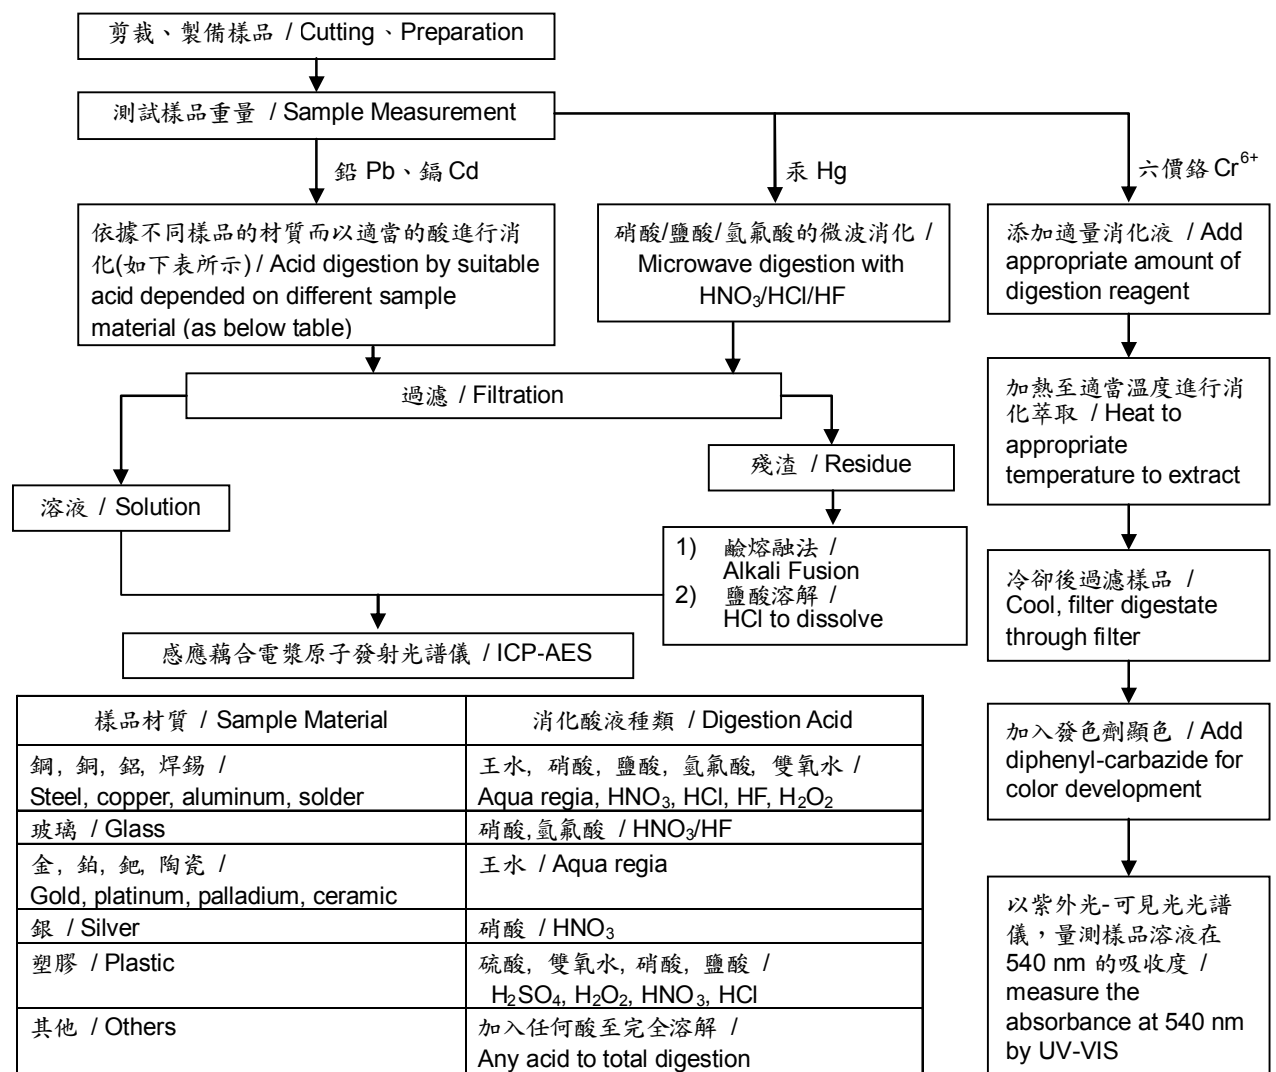 剪裁、製備樣品 / Cutting、Preparation
測試樣品重量 / Sample Measurement
鉛 Pb、鎘 Cd
汞 Hg
六價鉻 Cr6+
依據不同樣品的材質而以適當的酸進行消
化(如下表所示) / Acid digestion by suitable
acid depended on different sample
material (as below table)
硝酸/鹽酸/氫氟酸的微波消化 /
Microwave digestion with
HNO3/HCl/HF
添加適量消化液 / Add
appropriate amount of
digestion reagent
過濾 / Filtration
加熱至適當溫度進行消
化萃取 / Heat to
appropriate
temperature to extract
溶液 / Solution
殘渣 / Residue
1) 鹼熔融法 /
Alkali Fusion
2) 鹽酸溶解 /
HCl to dissolve
冷卻後過濾樣品 /
Cool, filter digestate
through filter
感應藕合電漿原子發射光譜儀 / ICP-AES
加入發色劑顯色 / Add
diphenyl-carbazide for
color development
以紫外光-可見光光譜
儀，量測樣品溶液在
540 nm 的吸收度 /
measure the
absorbance at 540 nm
by UV-VIS
樣品材質 / Sample Material
消化酸液種類 / Digestion Acid
鋼, 銅, 鋁, 焊錫 /
Steel, copper, aluminum, solder
王水, 硝酸, 鹽酸, 氫氟酸, 雙氧水 /
Aqua regia, HNO3, HCl, HF, H2O2
玻璃 / Glass
硝酸,氫氟酸 / HNO3/HF
金, 鉑, 鈀, 陶瓷 /
Gold, platinum, palladium, ceramic
王水 / Aqua regia
銀 / Silver
硝酸 / HNO3
塑膠 / Plastic
硫酸, 雙氧水, 硝酸, 鹽酸 /
H2SO4, H2O2, HNO3, HCl
其他 / Others
加入任何酸至完全溶解 /
Any acid to total digestion